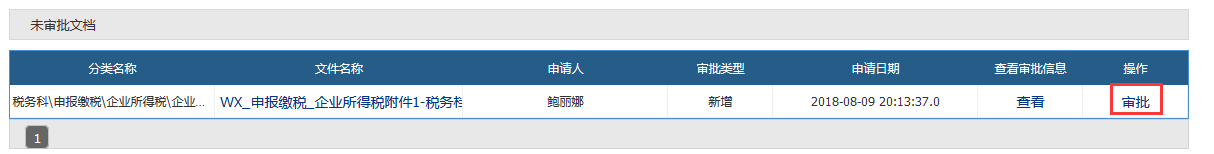 未审批文档
分类名称 文件名称 申请人 审批类型 申请日期 查看审批信息 操作
税务科\申报缴税\企业所得税\企业... WX_申报缴税_企业所得税附件1-税务档 鲍丽娜 新增 2018-08-09 20:13:37.0 查看 审批
1